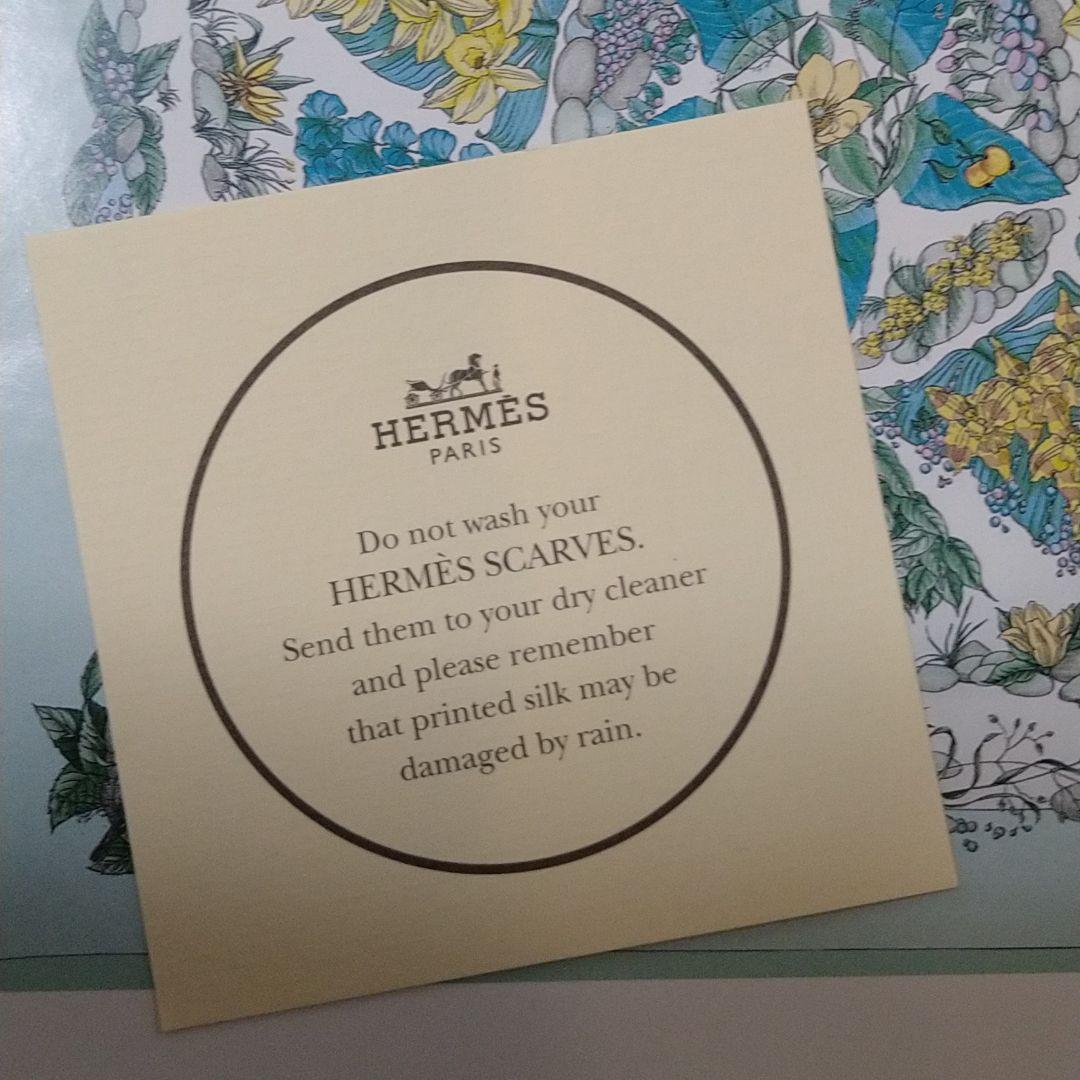 HERMÈS
PARIS
Do not wash your
HERMÈS SCARVES.
Send them to your dry cleaner
and please remember
that printed silk may be
damaged by rain.